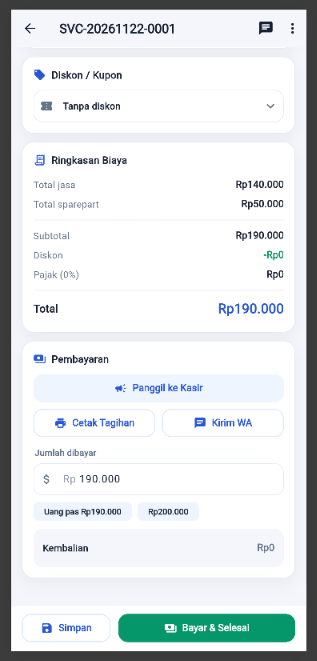 SVC-20261122-0001
Diskon / Kupon
Tanpa diskon
Ringkasan Biaya
Total jasa Rp140.000
Total sparepart Rp50.000
Subtotal Rp190.000
Diskon -Rp0
Pajak (0%) Rp0
Total Rp190.000
Pembayaran
Panggil ke Kasir
Cetak Tagihan Kirim WA
Jumlah dibayar
$ Rp 190.000
Uang pas Rp190.000 Rp200.000
Kembalian Rp0
Simpan Bayar & Selesai